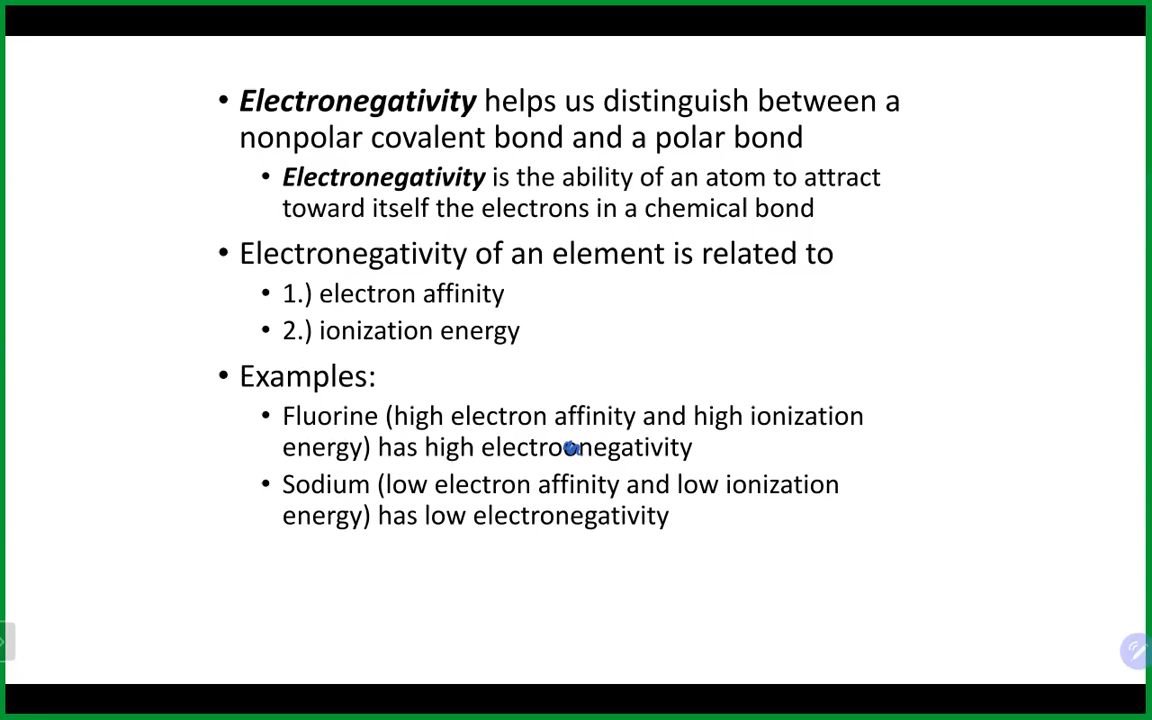 • Electronegativity helps us distinguish between a
nonpolar covalent bond and a polar bond
• Electronegativity is the ability of an atom to attract
toward itself the electrons in a chemical bond
• Electronegativity of an element is related to
• 1.) electron affinity
• 2.) ionization energy
• Examples:
• Fluorine (high electron affinity and high ionization
energy) has high electronegativity
• Sodium (low electron affinity and low ionization
energy) has low electronegativity